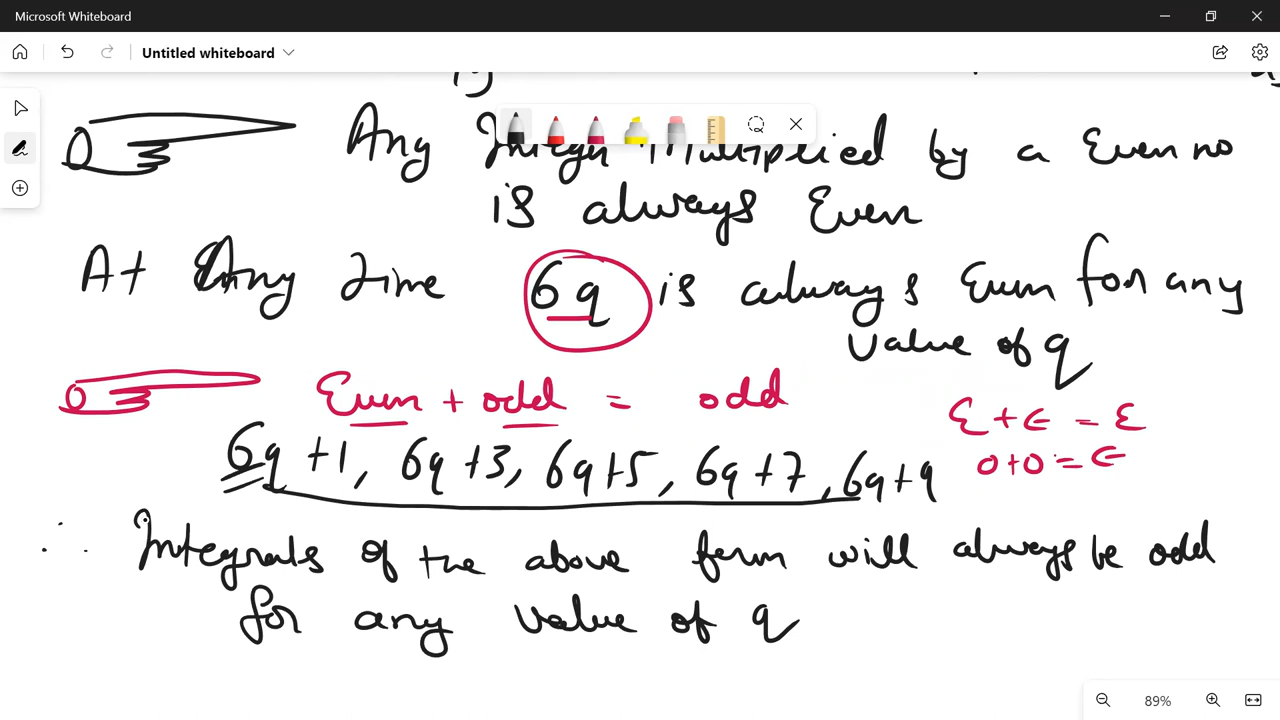 Microsoft Whiteboard
Untitled whiteboard
Any Integer Multiplied by a Even no
is always Even
At Any time 6q is always Even for any
value of q
Even + odd = odd
E + E = E
O + O = E
6q +1, 6q +3, 6q +5, 6q +7, 6q +9
∴ Integrals of the above form will always be odd
for any value of q
89%